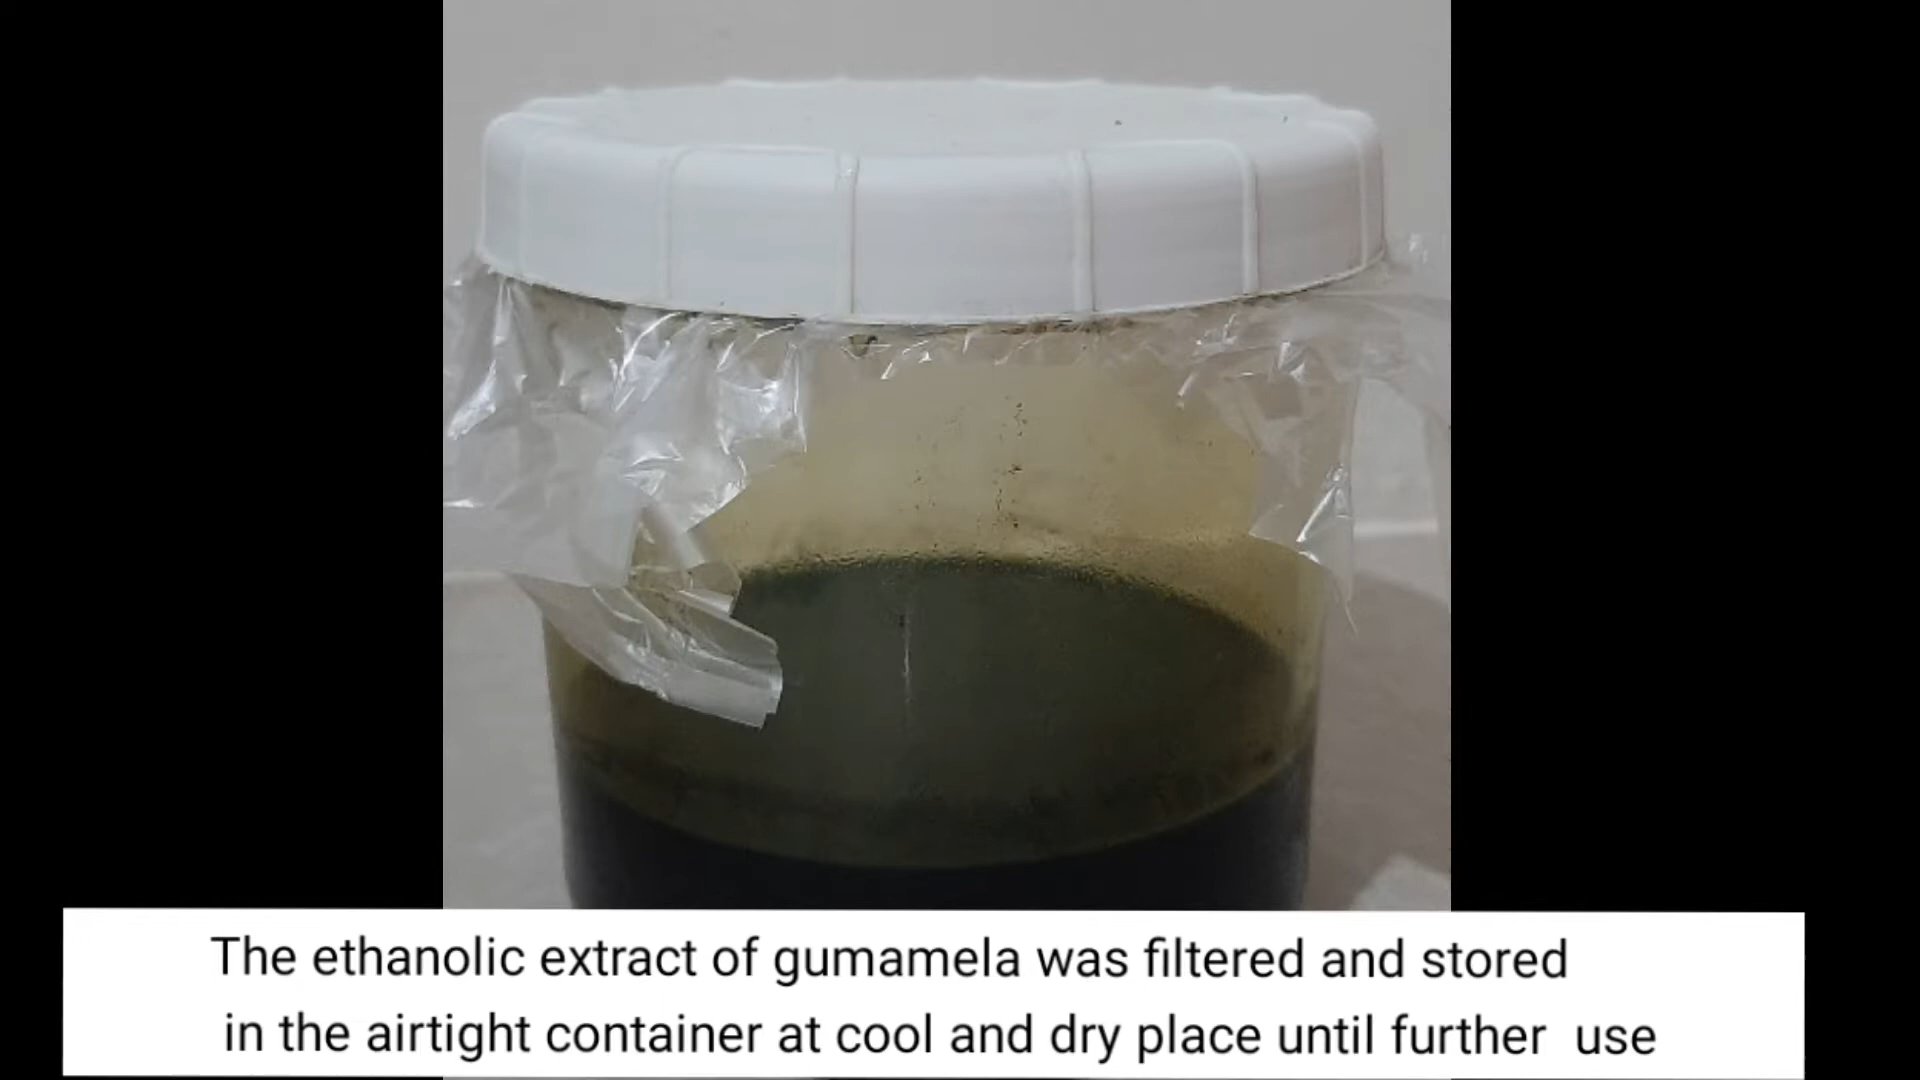 The ethanolic extract of gumamela was filtered and stored
in the airtight container at cool and dry place until further  use